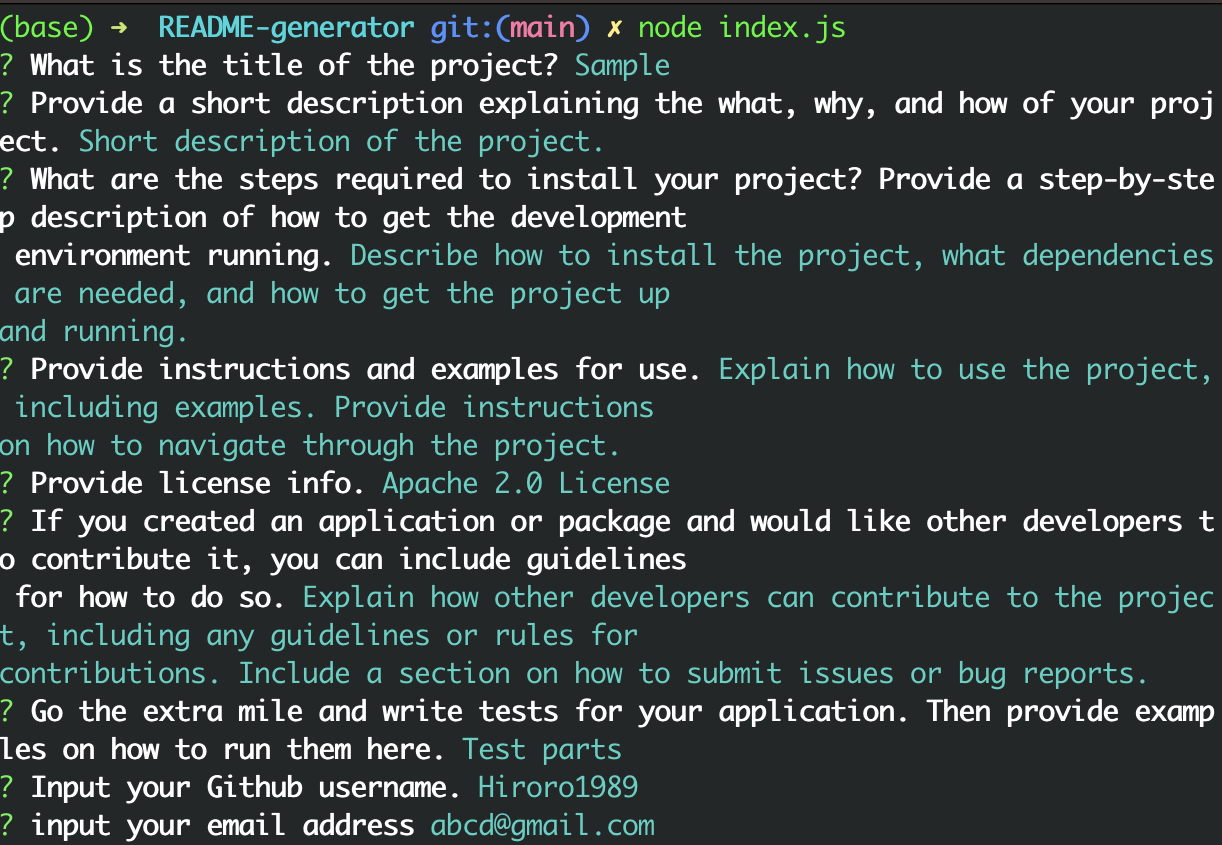 (base) → README-generator git:(main) ✗ node index.js
? What is the title of the project? Sample
? Provide a short description explaining the what, why, and how of your proj
ect. Short description of the project.
? What are the steps required to install your project? Provide a step-by-ste
p description of how to get the development
 environment running. Describe how to install the project, what dependencies
 are needed, and how to get the project up
and running.
? Provide instructions and examples for use. Explain how to use the project,
 including examples. Provide instructions
on how to navigate through the project.
? Provide license info. Apache 2.0 License
? If you created an application or package and would like other developers t
o contribute it, you can include guidelines
 for how to do so. Explain how other developers can contribute to the projec
t, including any guidelines or rules for
contributions. Include a section on how to submit issues or bug reports.
? Go the extra mile and write tests for your application. Then provide examp
les on how to run them here. Test parts
? Input your Github username. Hiroro1989
? input your email address abcd@gmail.com